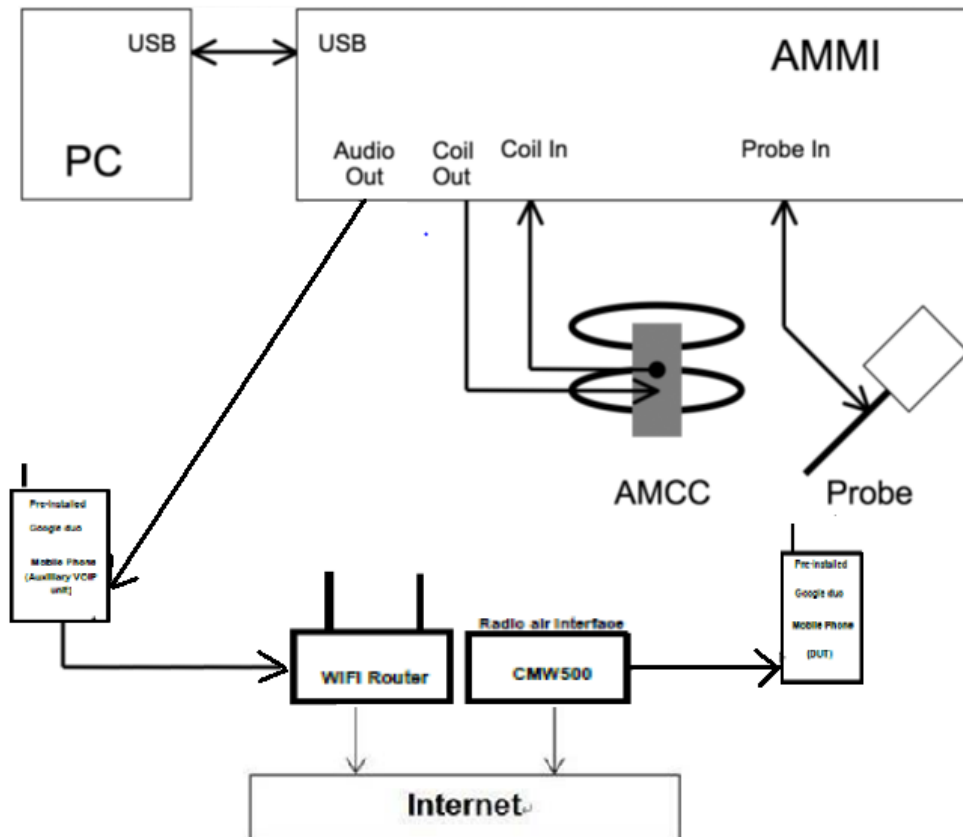 USB
USB
AMMI
PC
Audio
Out
Coil
Out
Coil In
Probe In
AMCC
Probe
Pre-installed
Google duo
Mobile Phone
(Auxiliary VOIP
unit)
Pre-installed
Google duo
Mobile Phone
(DUT)
Radio air Interface
WIFI Router
CMW500
Internet